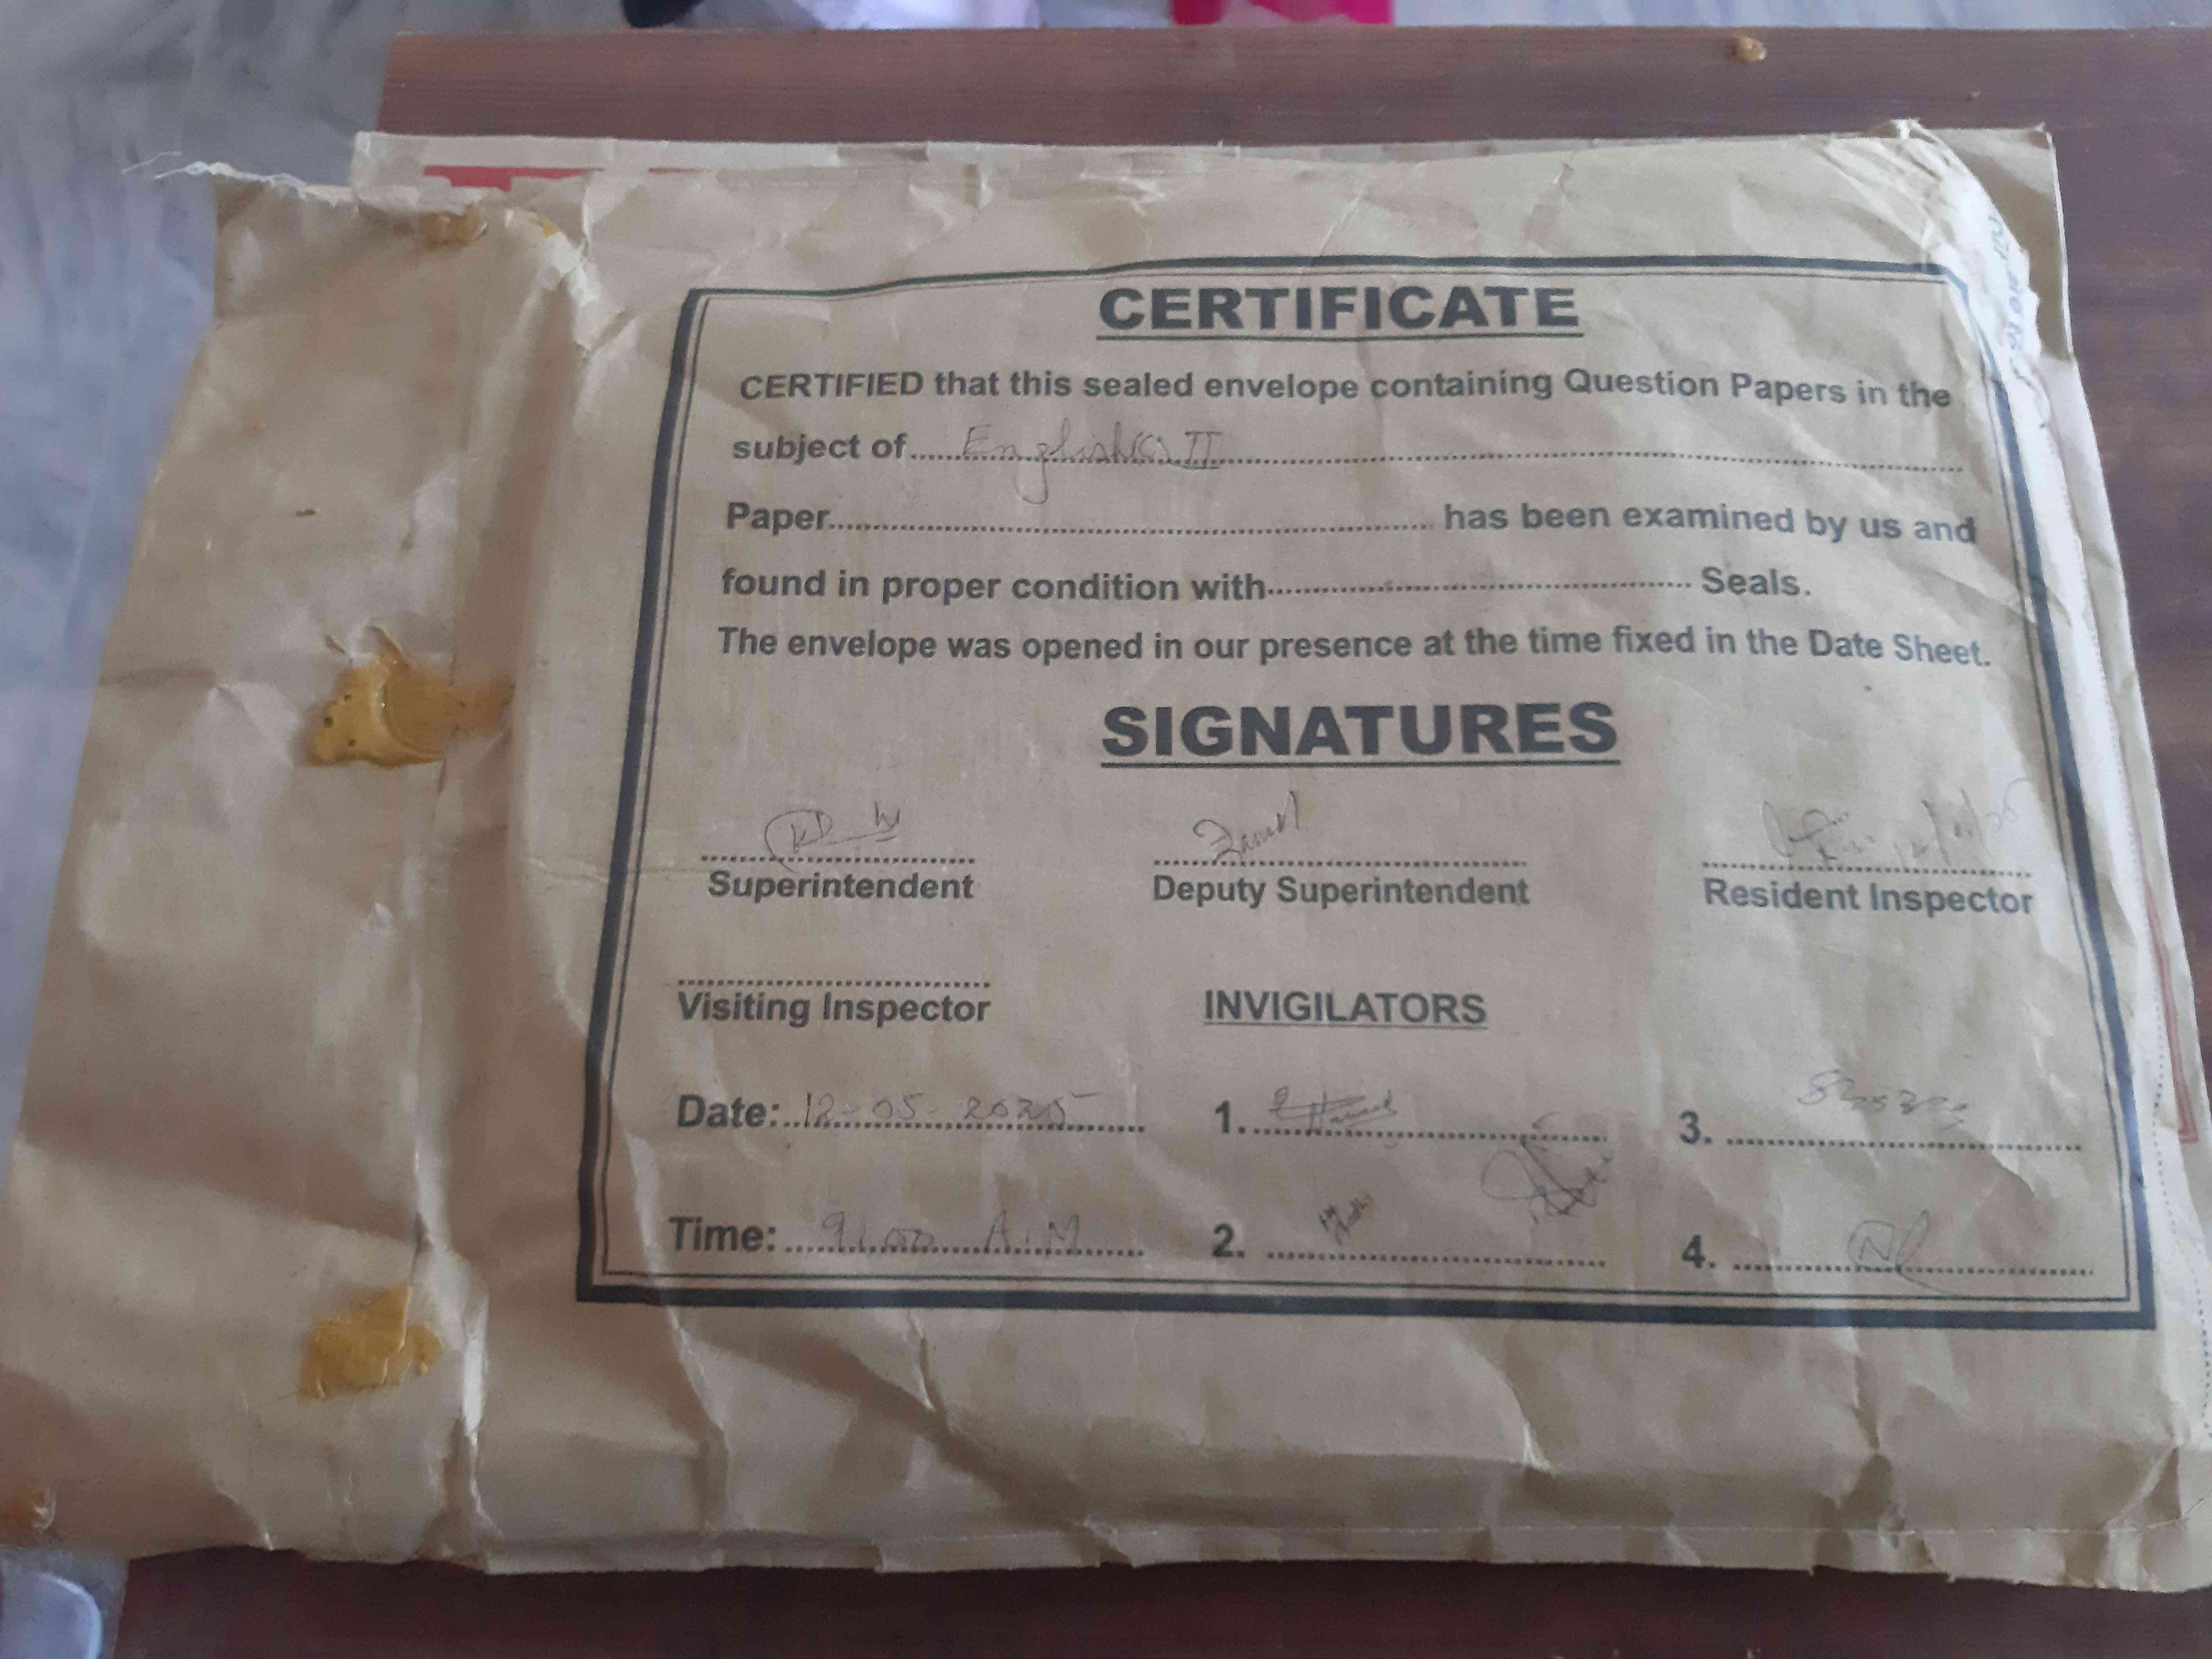 CERTIFICATE
CERTIFIED that this sealed envelope containing Question Papers in the
subject of English(C) II
Paper has been examined by us and
found in proper condition with Seals.
The envelope was opened in our presence at the time fixed in the Date Sheet.
SIGNATURES
Superintendent Deputy Superintendent Resident Inspector
Visiting Inspector INVIGILATORS
Date: 12-05-2025 1. 3.
Time: 9:00 A.M 2. 4.